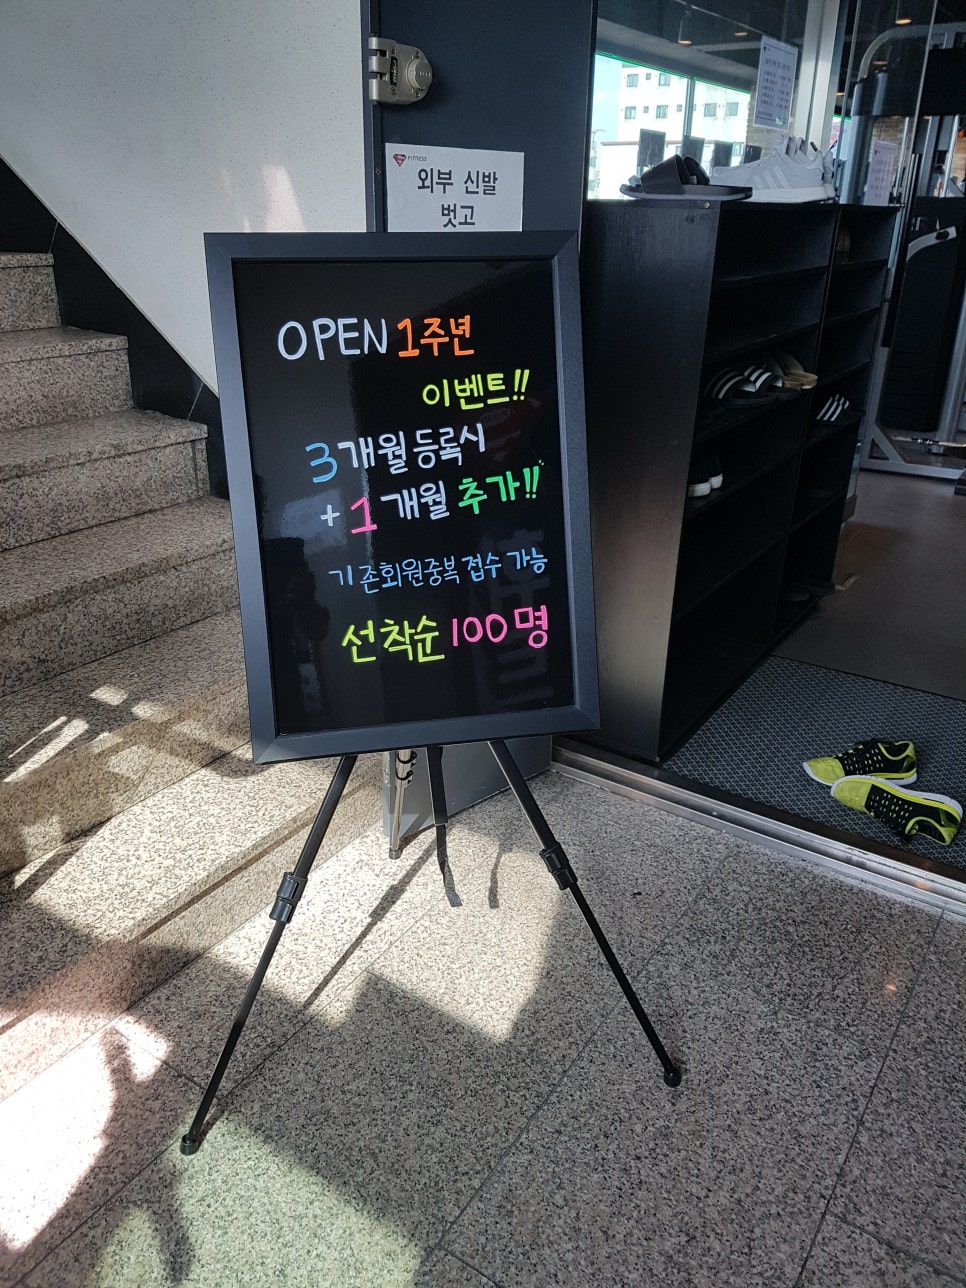 FITNESS
외부 신발
벗고
OPEN 1주년
이벤트!!
3개월 등록시
+ 1 개월 추가!!
기존회원중복 접수 가능
선착순 100명